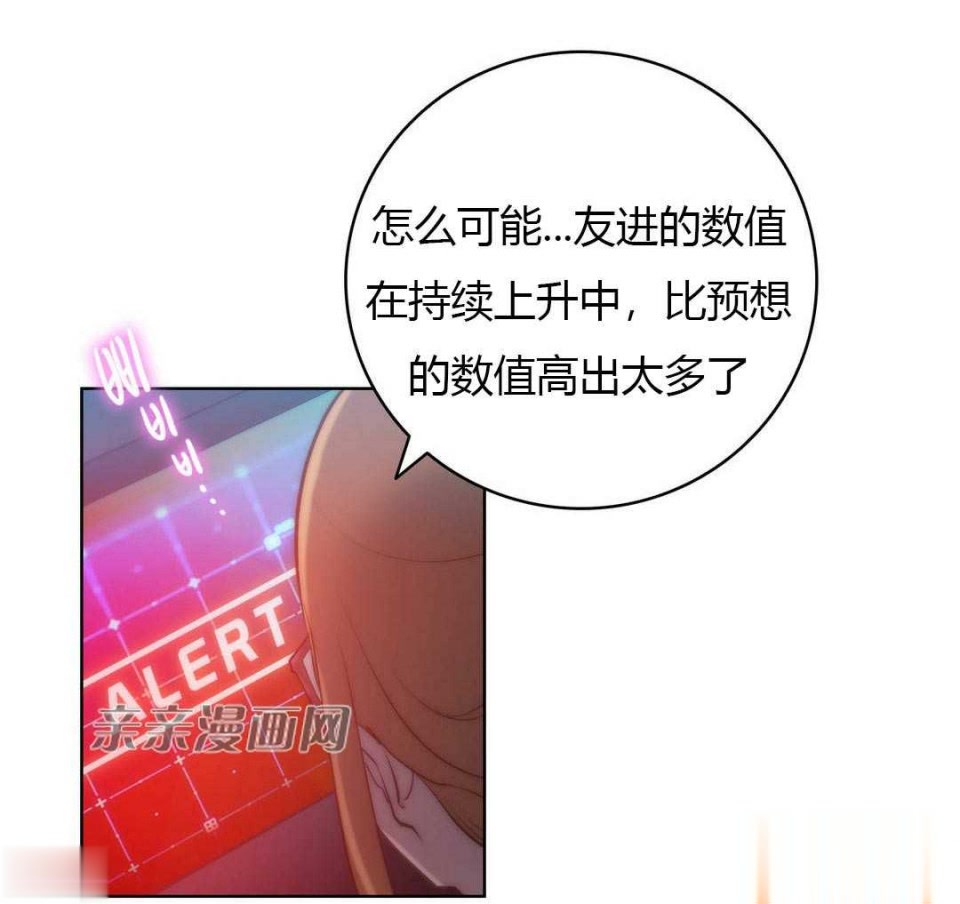 怎么可能...友进的数值
在持续上升中，比预想
的数值高出太多了
삐
비
비...
ALERT
亲亲漫画网